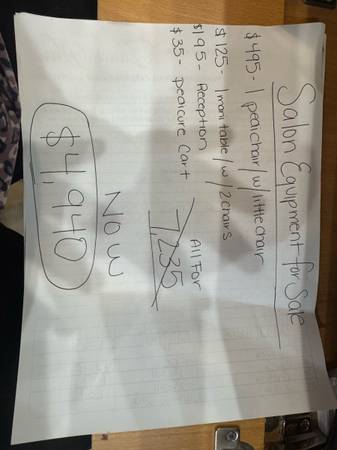 Salon Equipment for Sale
$495 - 1 pedichair/w/little chair
$125 - 1 mani table/w/2 chairs
$195 - Reception
$35 - pedicure Cart
All For
7,235
Now
$4,940